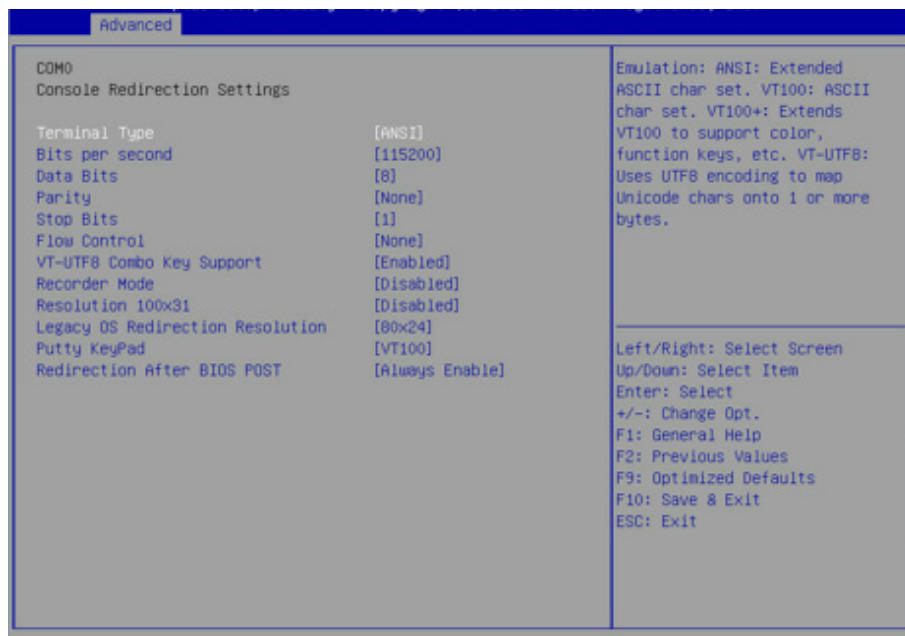 Advanced
COM0
Console Redirection Settings
Terminal Type [ANSI]
Bits per second [115200]
Data Bits [8]
Parity [None]
Stop Bits [1]
Flow Control [None]
VT-UTF8 Combo Key Support [Enabled]
Recorder Mode [Disabled]
Resolution 100x31 [Disabled]
Legacy OS Redirection Resolution [80x24]
Putty KeyPad [VT100]
Redirection After BIOS POST [Always Enable]
Emulation: ANSI: Extended
ASCII char set. VT100: ASCII
char set. VT100+: Extends
VT100 to support color,
function keys, etc. VT-UTF8:
Uses UTF8 encoding to map
Unicode chars onto 1 or more
bytes.
Left/Right: Select Screen
Up/Down: Select Item
Enter: Select
+/-: Change Opt.
F1: General Help
F2: Previous Values
F9: Optimized Defaults
F10: Save & Exit
ESC: Exit